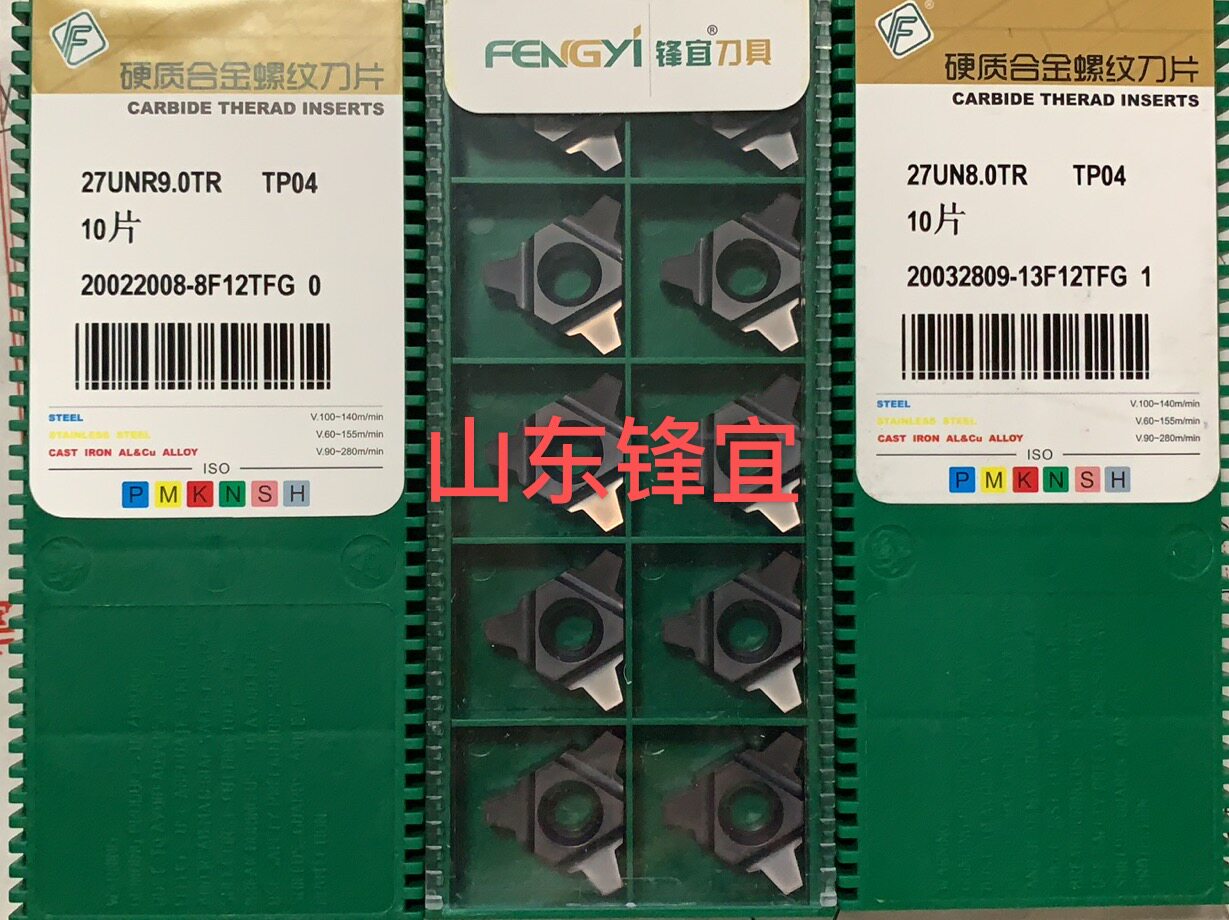 硬质合金螺纹刀片
CARBIDE THERAD INSERTS
27UNR9.0TR TP04
10片
20022008-8F12TFG 0
STEEL V.100~140m/min
STAINLESS STEEL V.60~155m/min
CAST IRON AL&Cu ALLOY V.90~280m/min
ISO
P M K N S H
FENGYi® 锋宜刀具
山东锋宜
®
硬质合金螺纹刀片
CARBIDE THERAD INSERTS
27UN8.0TR TP04
10片
20032809-13F12TFG 1
STEEL V.100~140m/min
STAINLESS STEEL V.60~155m/min
CAST IRON AL&Cu ALLOY V.90~280m/min
ISO
P M K N S H